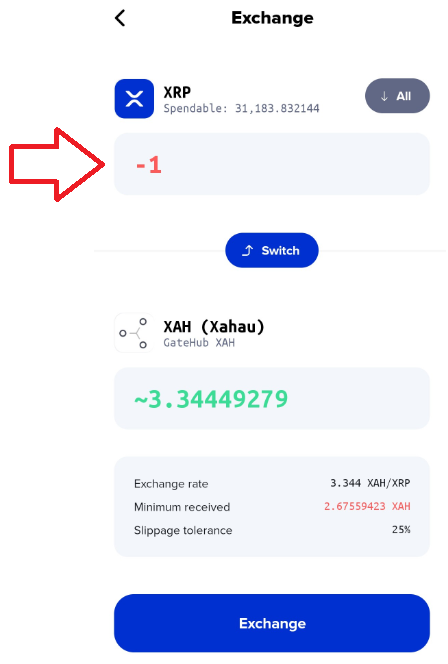 Exchange
XRP
Spendable: 31,183.832144
↓ All
-1
Switch
XAH (Xahau)
GateHub XAH
~3.34449279
Exchange rate 3.344 XAH/XRP
Minimum received 2.67559423 XAH
Slippage tolerance 25%
Exchange